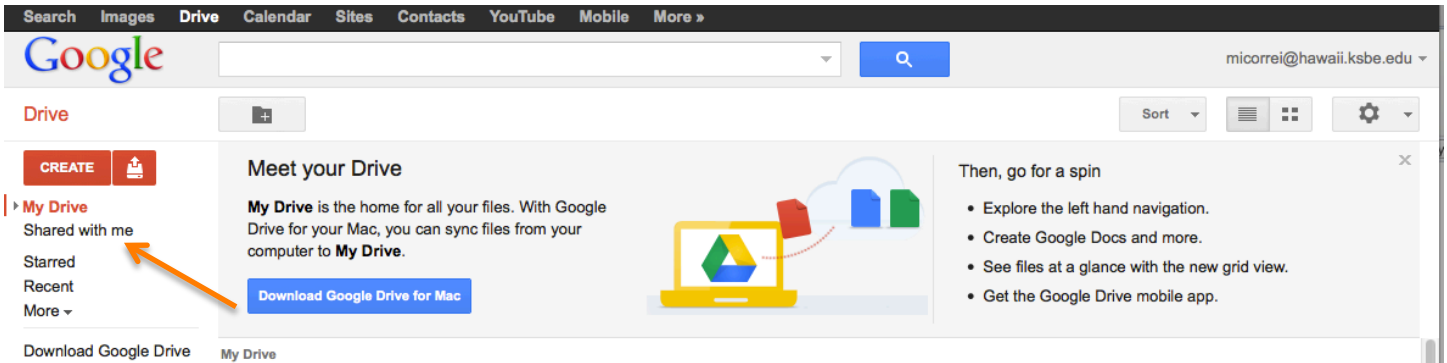 Search Images Drive Calendar Sites Contacts YouTube Mobile More »
Google
micorrei@hawaii.ksbe.edu
Drive
Sort
CREATE
My Drive
Shared with me
Starred
Recent
More
Download Google Drive
Meet your Drive
My Drive is the home for all your files. With Google
Drive for your Mac, you can sync files from your
computer to My Drive.
Download Google Drive for Mac
Then, go for a spin
• Explore the left hand navigation.
• Create Google Docs and more.
• See files at a glance with the new grid view.
• Get the Google Drive mobile app.
My Drive